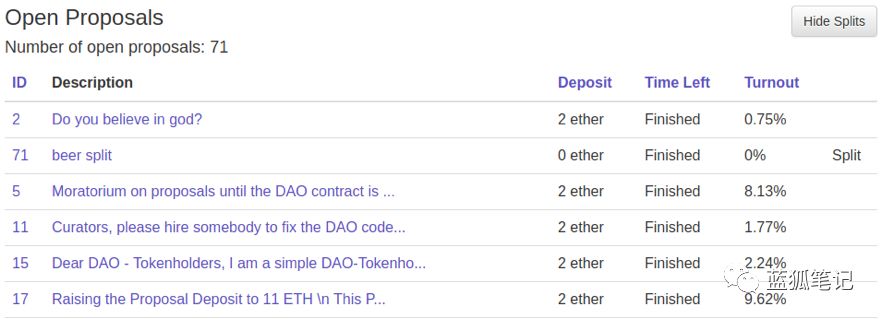 Open Proposals
Hide Splits
Number of open proposals: 71
ID Description Deposit Time Left Turnout
2 Do you believe in god? 2 ether Finished 0.75%
71 beer split 0 ether Finished 0% Split
5 Moratorium on proposals until the DAO contract is ... 2 ether Finished 8.13%
11 Curators, please hire somebody to fix the DAO code... 2 ether Finished 1.77%
15 Dear DAO - Tokenholders, I am a simple DAO-Tokenho... 2 ether Finished 2.24%
蓝狐笔记
17 Raising the Proposal Deposit to 11 ETH \n This P... 2 ether Finished 9.62%